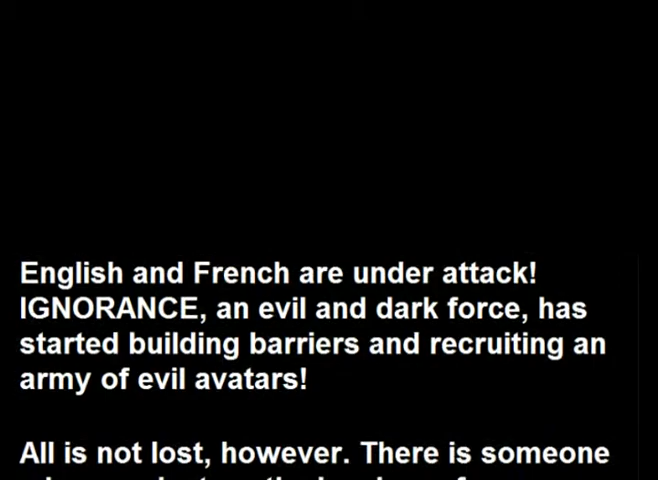 English and French are under attack!
IGNORANCE, an evil and dark force, has
started building barriers and recruiting an
army of evil avatars!
All is not lost, however. There is someone